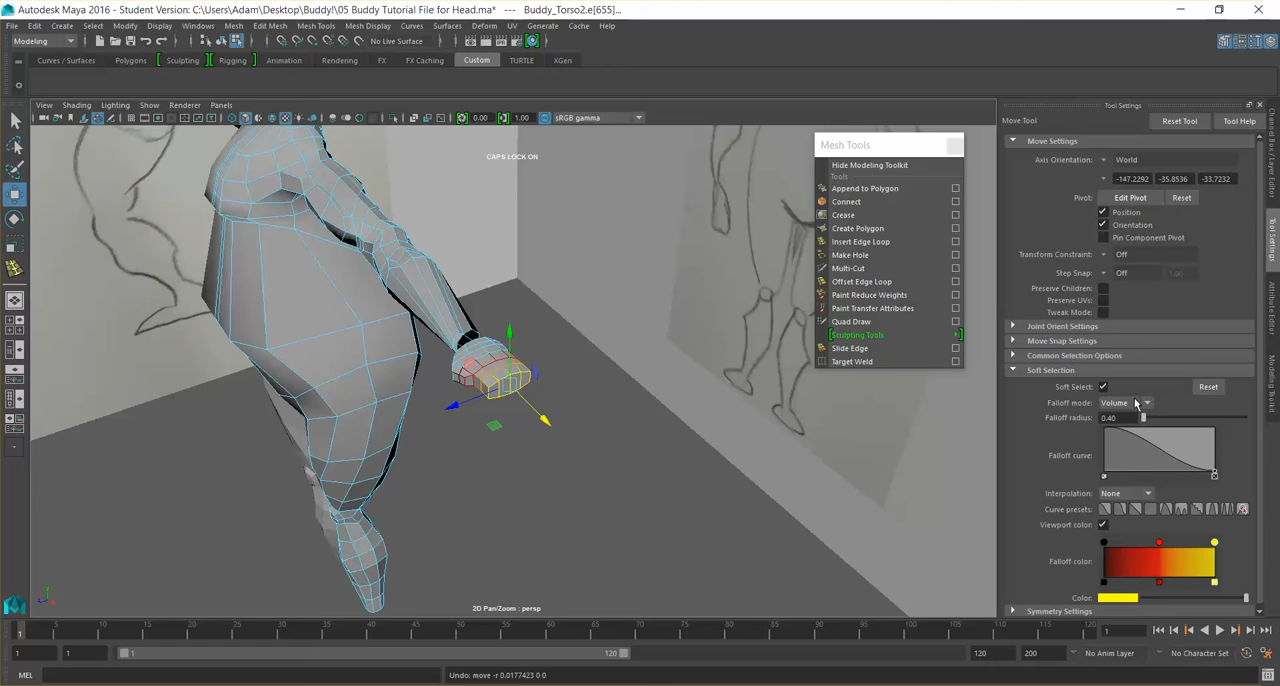 Autodesk Maya 2016 - Student Version: C:\Users\Adam\Desktop\Buddy!\05 Buddy Tutorial File for Head.ma* --- Buddy_Torso2.e[655]...
File Edit Create Select Modify Display Windows Mesh Edit Mesh Mesh Tools Mesh Display Curves Surfaces Deform UV Generate Cache Help
Modeling No Live Surface
Curves / Surfaces Polygons Sculpting Rigging Animation Rendering FX FX Caching Custom TURTLE XGen
View Shading Lighting Show Renderer Panels
0.00 1.00 sRGB gamma
CAPS LOCK ON
Mesh Tools
Hide Modeling Toolkit
Tools
Append to Polygon
Connect
Crease
Create Polygon
Insert Edge Loop
Make Hole
Multi-Cut
Offset Edge Loop
Paint Reduce Weights
Paint Transfer Attributes
Quad Draw
Sculpting Tools
Slide Edge
Target Weld
2D Pan/Zoom : persp
Tool Settings
Move Tool Reset Tool Tool Help
Move Settings
Axis Orientation: World
-147.2292 -35.8536 -33.7232
Pivot: Edit Pivot Reset
Position
Orientation
Pin Component Pivot
Transform Constraint: Off
Step Snap: Off 1.00
Preserve Children:
Preserve UVs:
Tweak Mode:
Joint Orient Settings
Move Snap Settings
Common Selection Options
Soft Selection
Soft Select: Reset
Falloff mode: Volume
Falloff radius: 0.40
Falloff curve:
Interpolation: None
Curve presets:
Viewport color:
Falloff color:
Color:
Symmetry Settings
Channel Box / Layer Editor
Tool Settings
Attribute Editor
Modeling Toolkit
1 5 10 15 20 25 30 35 40 45 50 55 60 65 70 75 80 85 90 95 100 105 110 115 120 1
1 1 1 120 120 200 No Anim Layer No Character Set
MEL Undo: move -r 0.0177423 0 0